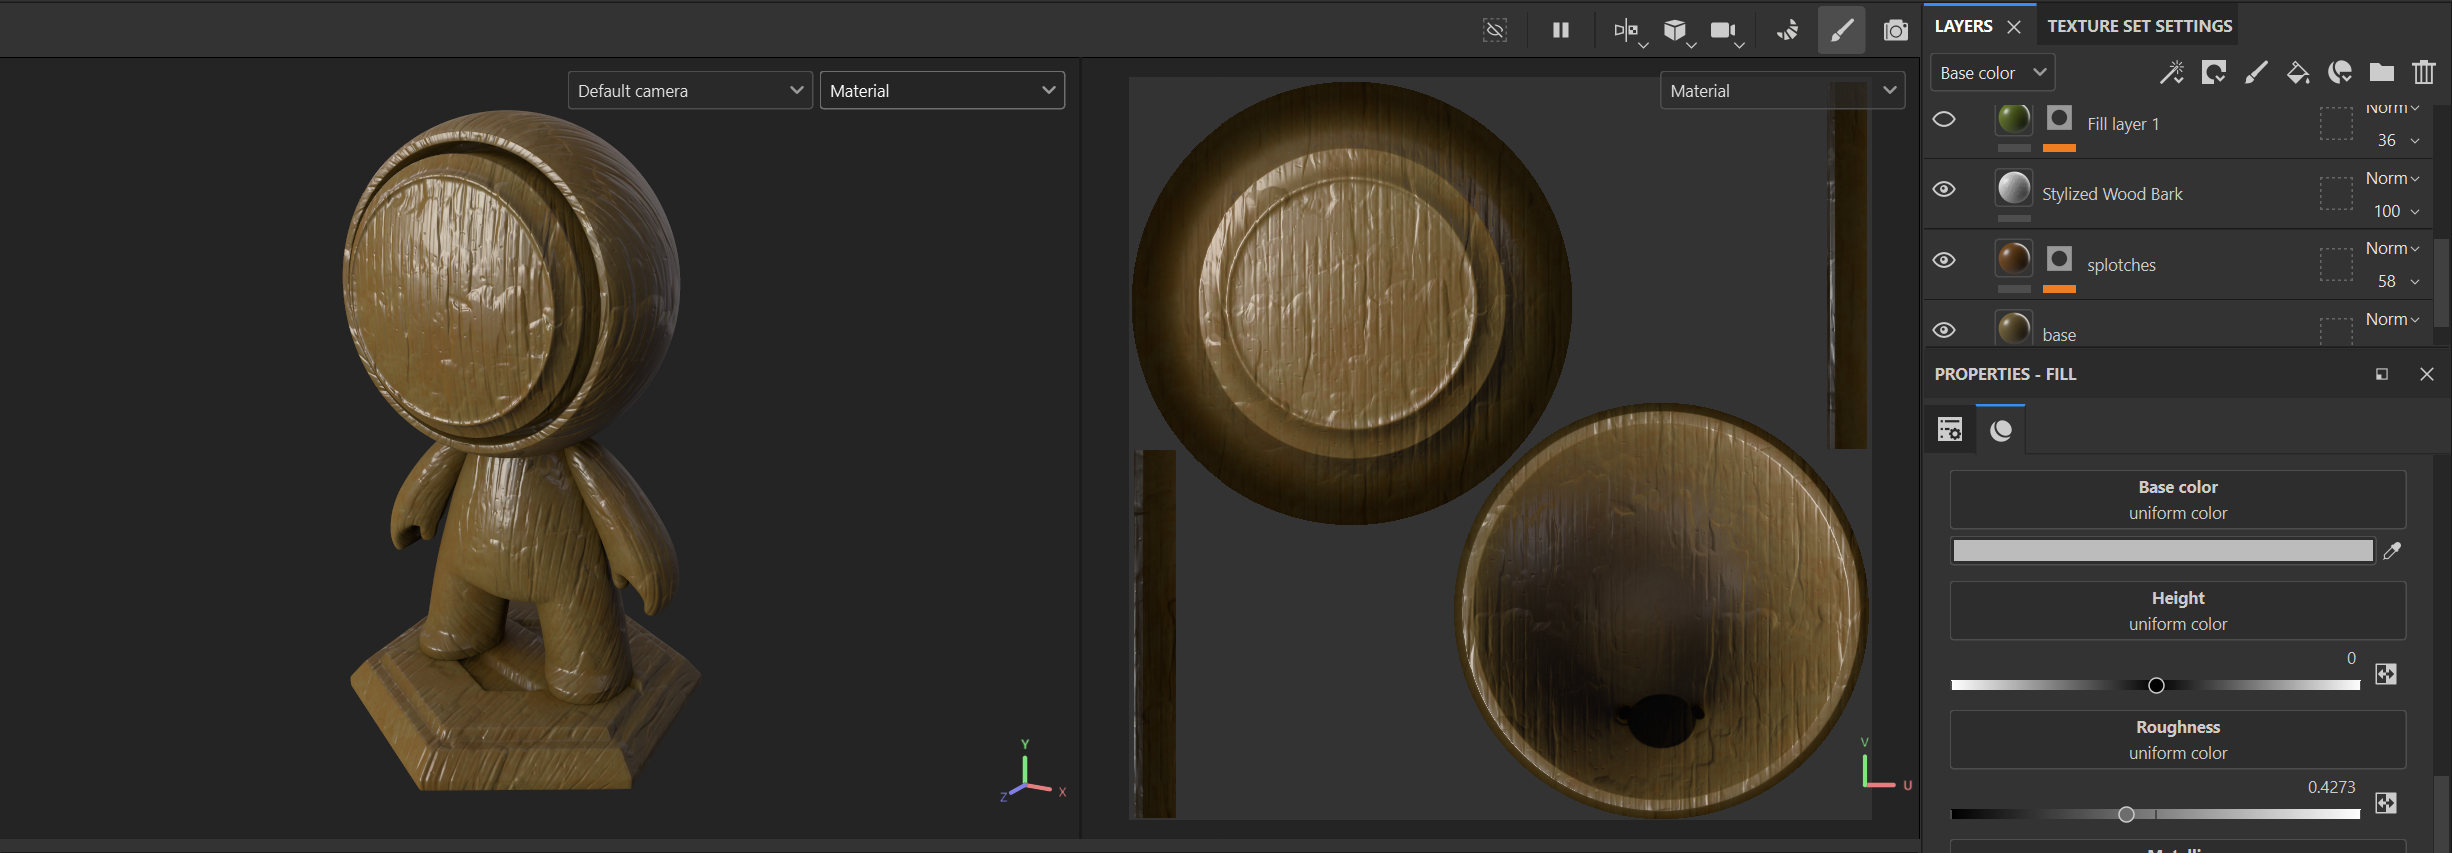 LAYERS
TEXTURE SET SETTINGS
Default camera
Material
Material
Base color
Norm
Fill layer 1
36
Norm
Stylized Wood Bark
100
Norm
splotches
58
Norm
base
PROPERTIES - FILL
Base color
uniform color
Height
uniform color
0
Roughness
uniform color
0.4273
Y
Z
X
V
U